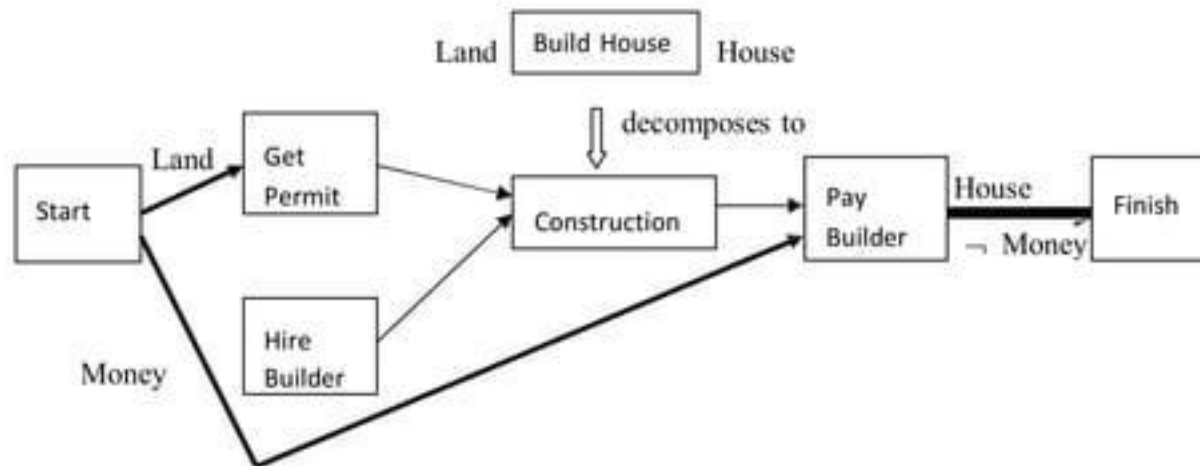 Land
Build House
House
decomposes to
Start
Land
Get
Permit
Construction
Pay
Builder
House
¬ Money
Finish
Hire
Builder
Money